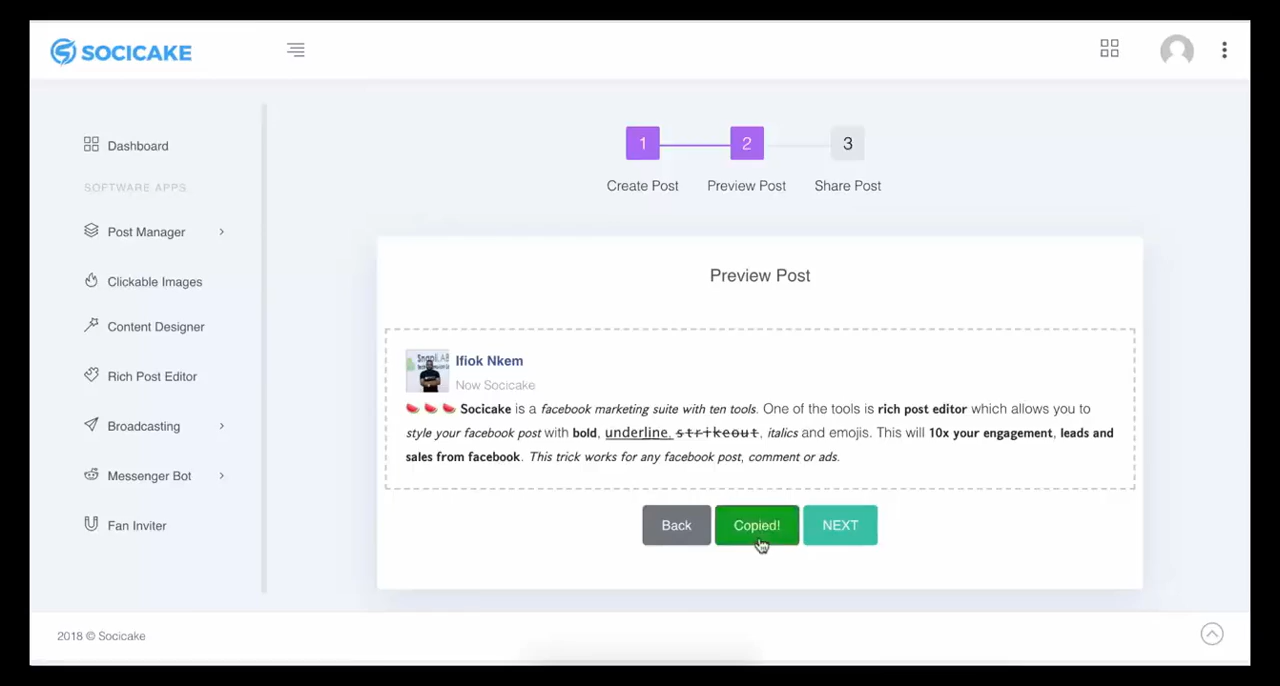 SOCICAKE
Dashboard
SOFTWARE APPS
Post Manager
Clickable Images
Content Designer
Rich Post Editor
Broadcasting
Messenger Bot
Fan Inviter
1
2
3
Create Post
Preview Post
Share Post
Preview Post
Ifiok Nkem
Now Socicake
🍉 🍉 🍉 Socicake is a facebook marketing suite with ten tools. One of the tools is rich post editor which allows you to
style your facebook post with bold, underline, strikeout, italics and emojis. This will 10x your engagement, leads and
sales from facebook. This trick works for any facebook post, comment or ads.
Back
Copied!
NEXT
2018 © Socicake